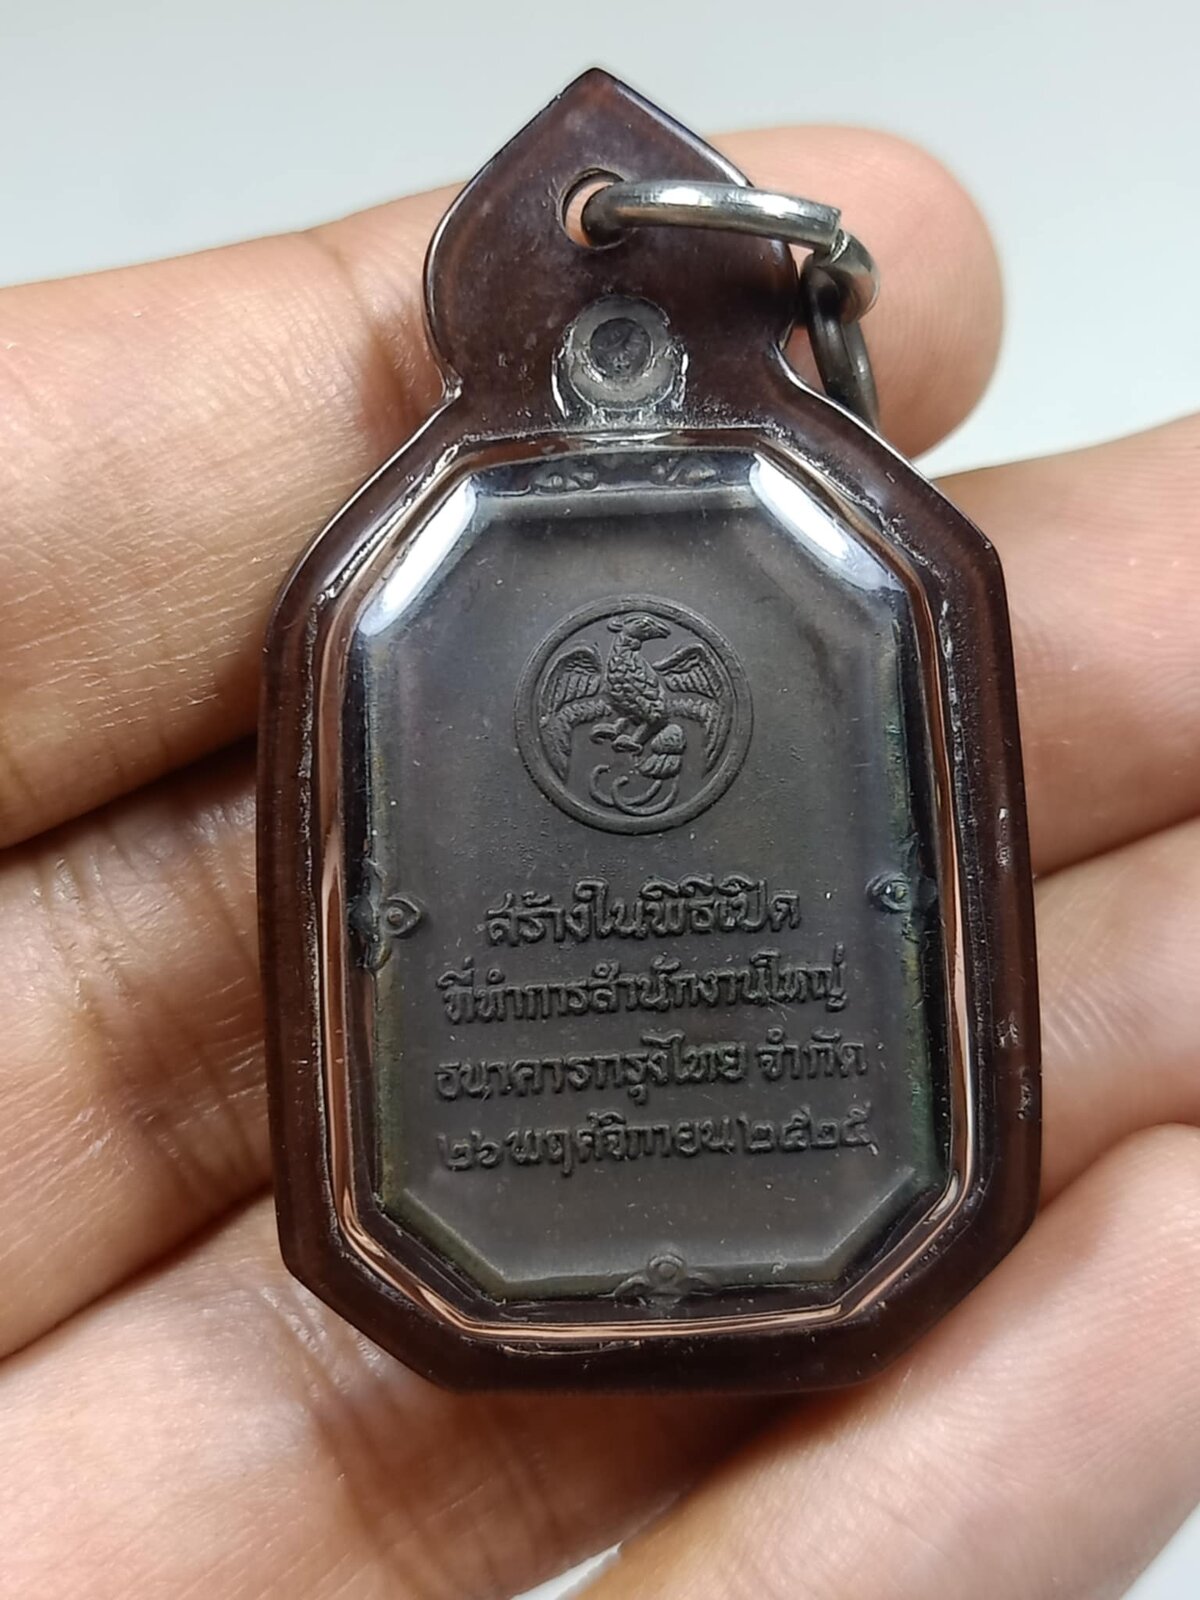 สร้างในพิธีเปิด
ที่ทำการสำนักงานใหญ่
ธนาคารกรุงไทย จำกัด
๒๖ พฤศจิกายน ๒๕๒๕